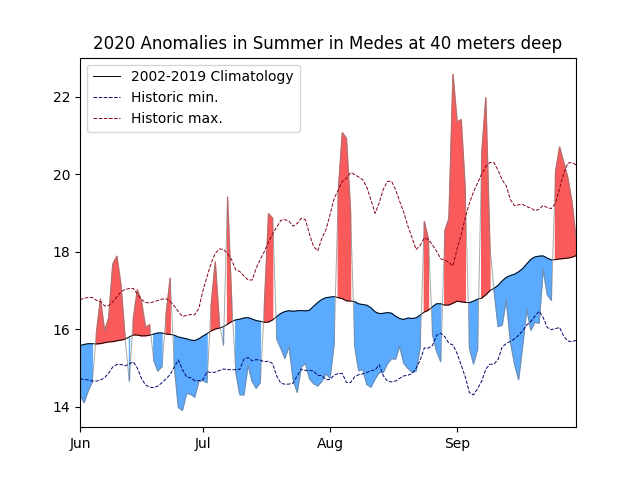 2020 Anomalies in Summer in Medes at 40 meters deep
2002-2019 Climatology
Historic min.
Historic max.
22
20
18
16
14
Jun Jul Aug Sep